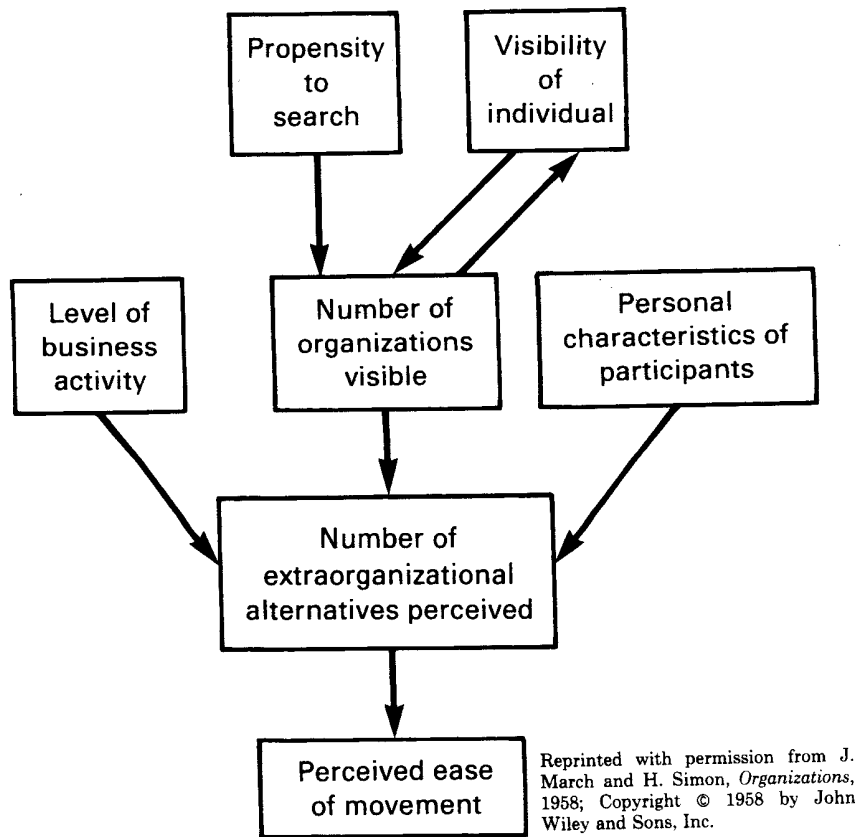 Propensity
to
search
Visibility
of
individual
Level of
business
activity
Number of
organizations
visible
Personal
characteristics of
participants
Number of
extraorganizational
alternatives perceived
Perceived ease
of movement
Reprinted with permission from J.
March and H. Simon, Organizations,
1958; Copyright © 1958 by John
Wiley and Sons, Inc.